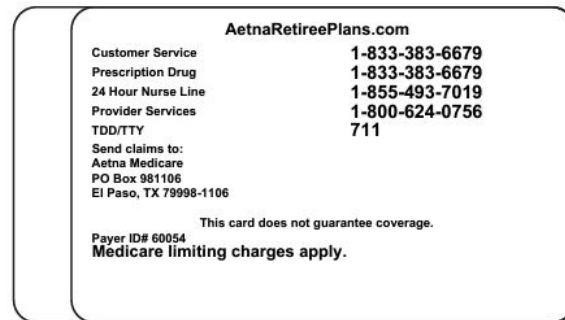 AetnaRetireePlans.com
Customer Service 1-833-383-6679
Prescription Drug 1-833-383-6679
24 Hour Nurse Line 1-855-493-7019
Provider Services 1-800-624-0756
TDD/TTY 711
Send claims to:
Aetna Medicare
PO Box 981106
El Paso, TX 79998-1106
This card does not guarantee coverage.
Payer ID# 60054
Medicare limiting charges apply.